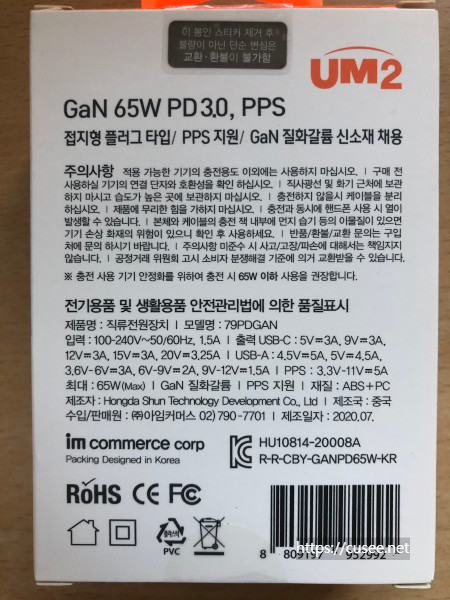 이 봉인 스티커 제거 후
불량이 아닌 단순 변심은
교환·환불이 불가함
UM2
GaN 65W PD3.0, PPS
접지형 플러그 타입/ PPS 지원/ GaN 질화갈륨 신소재 채용
주의사항 적용 가능한 기기의 충전용도 이외에는 사용하지 마십시오. I 구매 전
사용하실 기기의 연결 단자와 호환성을 확인 하십시오. I 직사광선 및 화기 근처에 보관
하지 마시고 습도가 높은 곳에 보관하지 마십시오. I 충전하지 않을시 케이블을 분리
하십시오. I 제품에 무리한 힘을 가하지 마십시오. I 충전과 동시에 핸드폰 사용 시 열이
발생할 수 있습니다. I 본체와 케이블의 충전 잭 내부에 먼지 습기 등의 이물질이 있으면
기기 손상 화재의 위험이 있으니 확인 후 사용하세요. I 반품/환불/교환 문의는 구입
처에 문의 하시기 바랍니다. I 주의사항 미준수 시 사고/고장/파손에 대해서는 책임지지
않습니다. I 공정거래 위원회 고시 소비자 분쟁해결 기준에 의거 교환받을 수 있습니다.
※ 충전 사용 기기 안정화를 위하여 충전 시 65W 이하 사용을 권장합니다.
전기용품 및 생활용품 안전관리법에 의한 품질표시
제품명 : 직류전원장치 I 모델명 : 79PDGAN
입력 : 100-240V~50/60Hz, 1.5A I 출력 USB-C : 5V=3A, 9V=3A,
12V=3A, 15V=3A, 20V=3.25A I USB-A : 4.5V=5A, 5V=4.5A,
3.6V-6V=3A, 6V-9V=2A, 9V-12V=1.5A I PPS : 3.3V-11V=5A
최대 : 65W(Max) I GaN 질화갈륨 I PPS 지원 I 재질 : ABS+PC
제조자 : Hongda Shun Technology Development Co., Ltd I 제조국 : 중국
수입/판매원 : ㈜아임커머스 02) 790-7701 I 제조일자 : 2020.07.
im commerce corp
Packing Designed in Korea
HU10814-20008A
R-R-CBY-GANPD65W-KR
RoHS CE FC
플라스틱
PVC
8 809197 952992
https://cusee.net